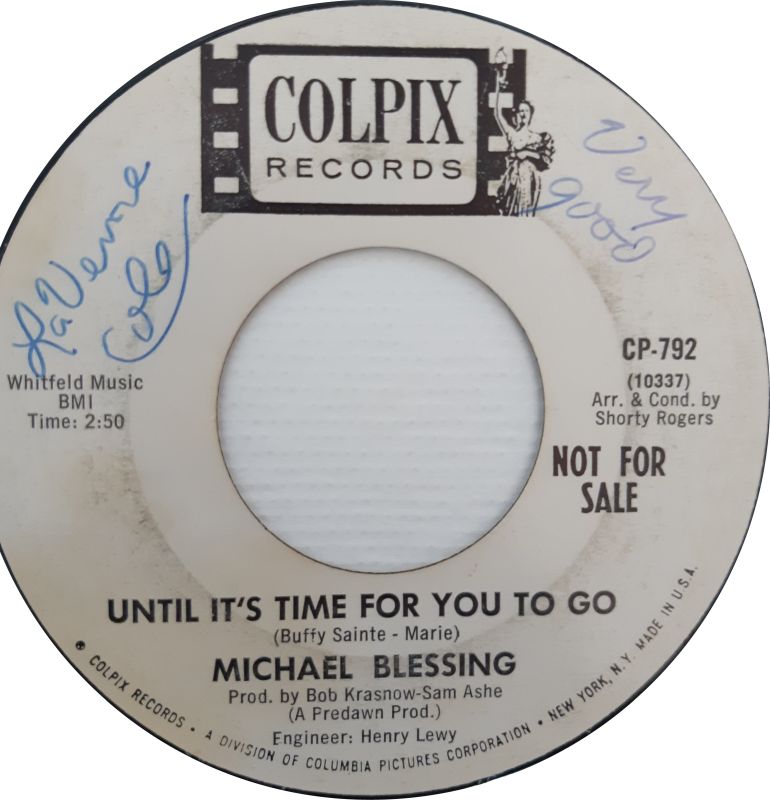 COLPIX
RECORDS
LaVerne
Cole
Very
good
Whitfeld Music
BMI
Time: 2:50
CP-792
(10337)
Arr. & Cond. by
Shorty Rogers
NOT FOR
SALE
UNTIL IT'S TIME FOR YOU TO GO
(Buffy Sainte - Marie)
MICHAEL BLESSING
Prod. by Bob Krasnow-Sam Ashe
(A Predawn Prod.)
Engineer: Henry Lewy
COLPIX RECORDS • A DIVISION OF COLUMBIA PICTURES CORPORATION • NEW YORK, N.Y. MADE IN U.S.A.